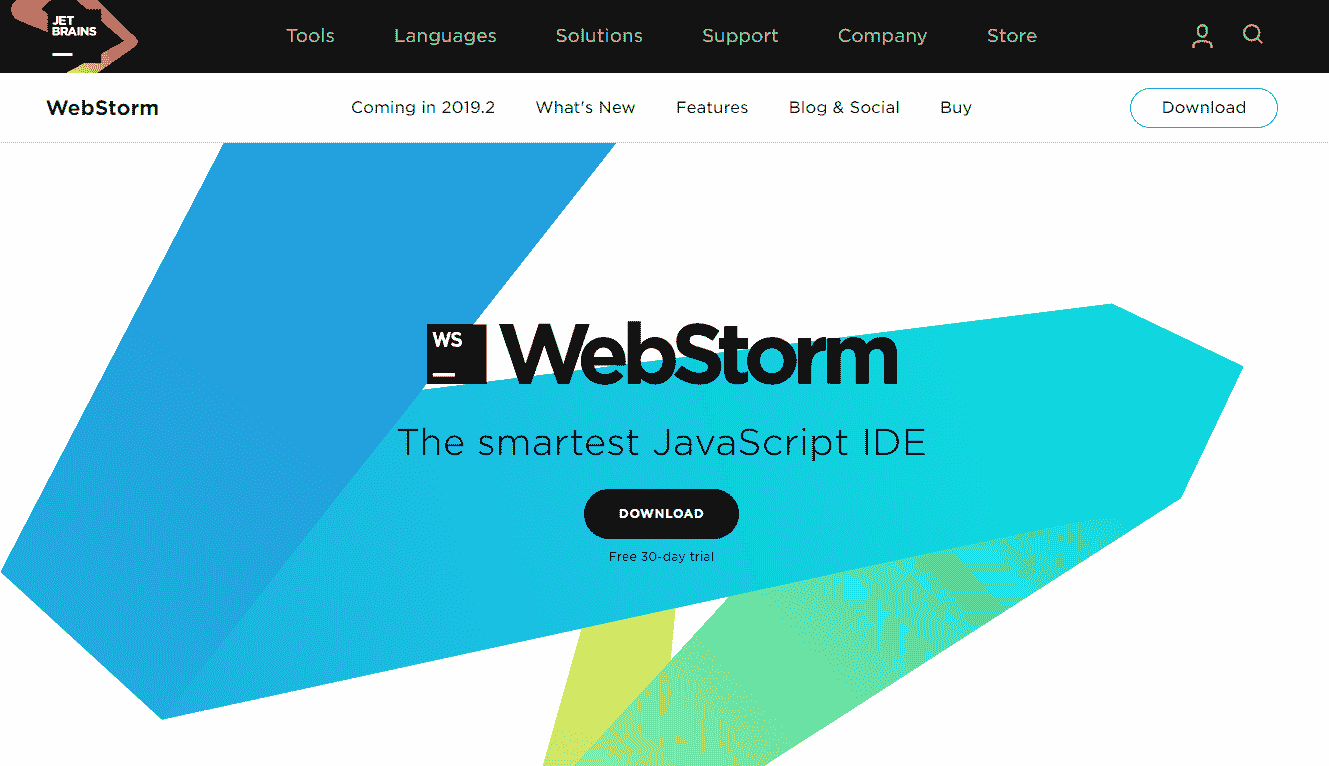 JET
BRAINS
Tools Languages Solutions Support Company Store
WebStorm Coming in 2019.2 What's New Features Blog & Social Buy Download
WS
WebStorm
The smartest JavaScript IDE
DOWNLOAD
Free 30-day trial